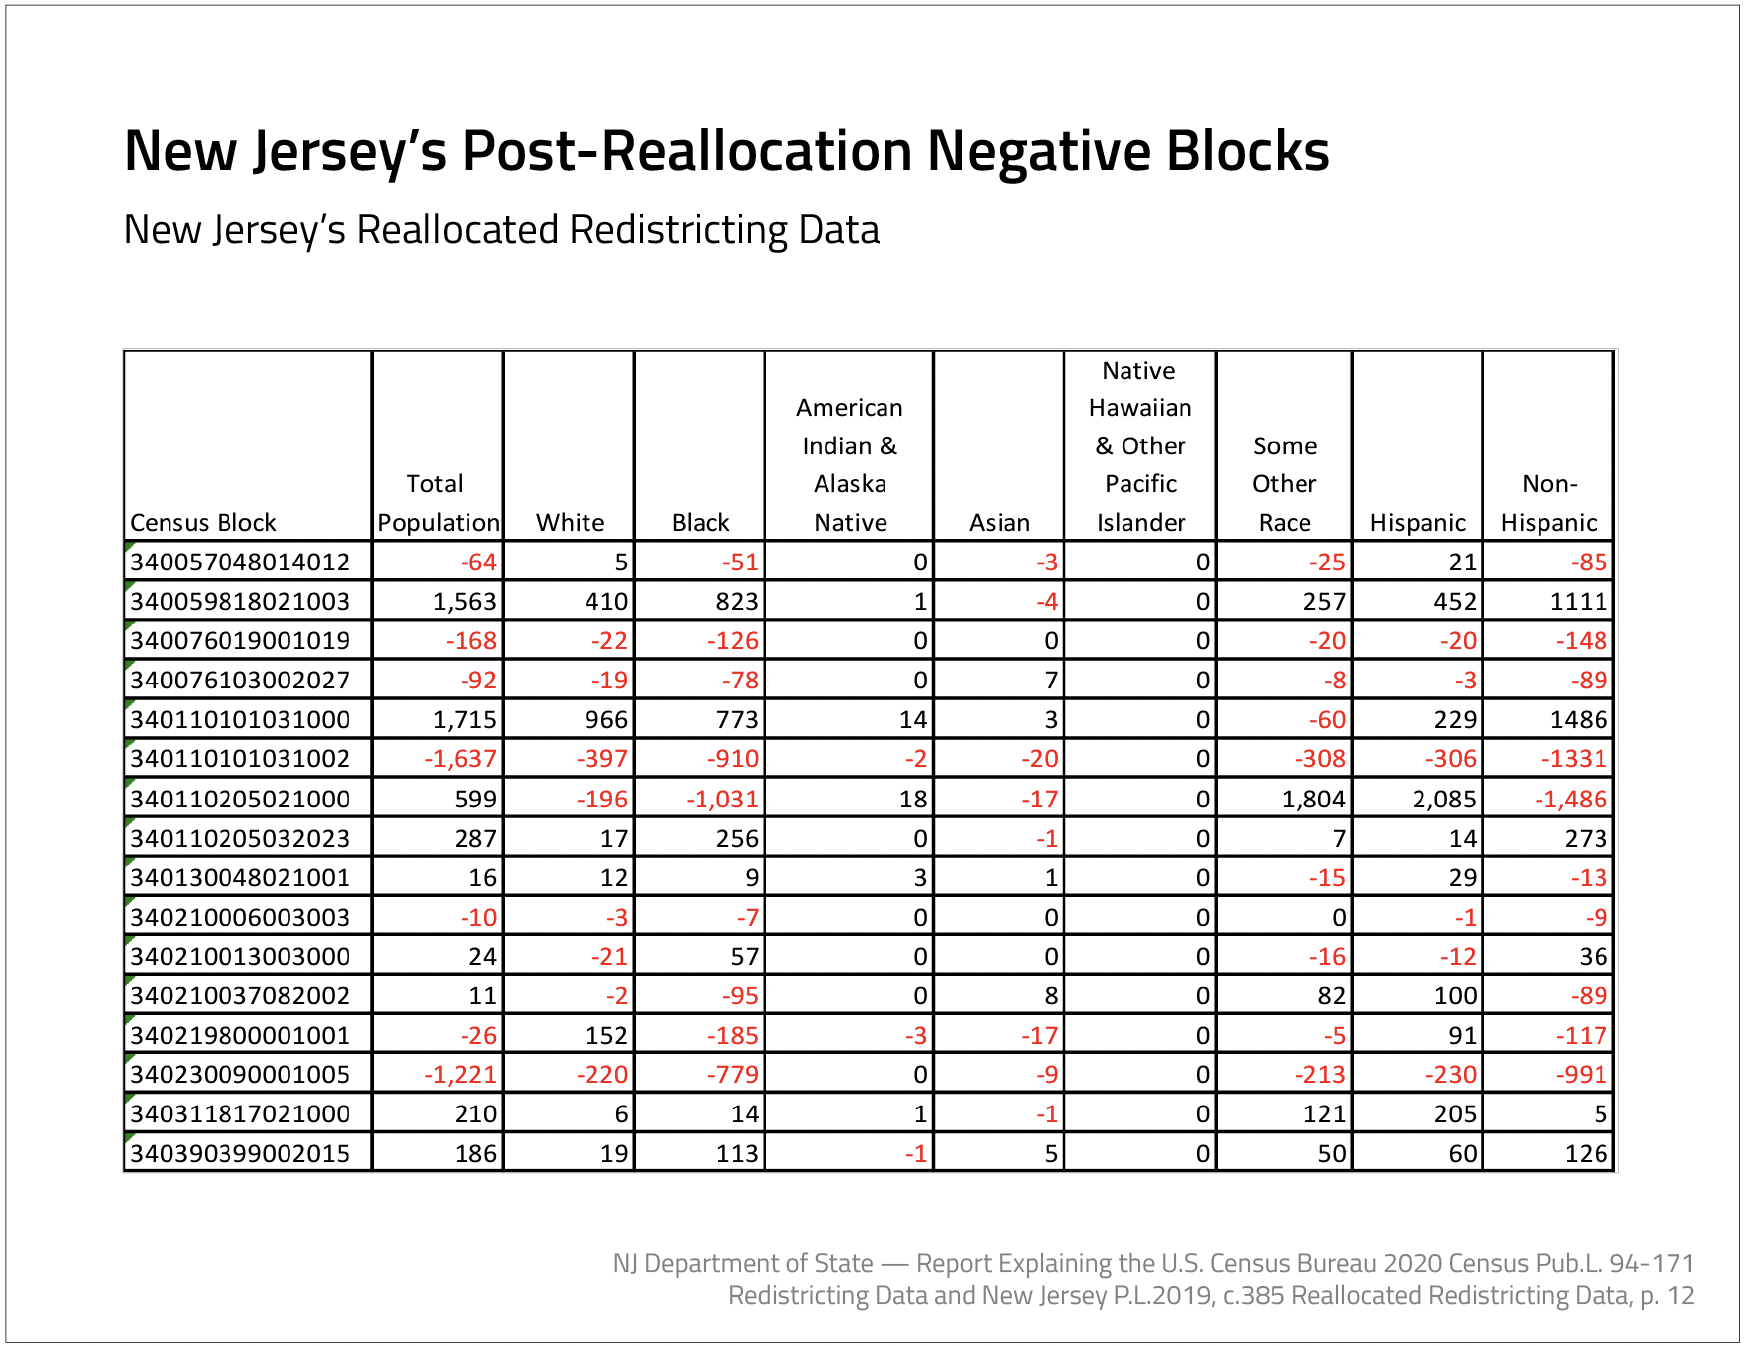 New Jersey’s Post-Reallocation Negative Blocks
New Jersey’s Reallocated Redistricting Data
Census Block Total Population White Black American Indian & Alaska Native Asian Native Hawaiian & Other Pacific Islander Some Other Race Hispanic Non-Hispanic
340057048014012 -64 5 -51 0 -3 0 -25 21 -85
340059818021003 1,563 410 823 1 -4 0 257 452 1111
340076019001019 -168 -22 -126 0 0 0 -20 -20 -148
340076103002027 -92 -19 -78 0 7 0 -8 -3 -89
340110101031000 1,715 966 773 14 3 0 -60 229 1486
340110101031002 -1,637 -397 -910 -2 -20 0 -308 -306 -1331
340110205021000 599 -196 -1,031 18 -17 0 1,804 2,085 -1,486
340110205032023 287 17 256 0 -1 0 7 14 273
340130048021001 16 12 9 3 1 0 -15 29 -13
340210006003003 -10 -3 -7 0 0 0 0 -1 -9
340210013003000 24 -21 57 0 0 0 -16 -12 36
340210037082002 11 -2 -95 0 8 0 82 100 -89
340219800001001 -26 152 -185 -3 -17 0 -5 91 -117
340230090001005 -1,221 -220 -779 0 -9 0 -213 -230 -991
340311817021000 210 6 14 1 -1 0 121 205 5
340390399002015 186 19 113 -1 5 0 50 60 126
NJ Department of State — Report Explaining the U.S. Census Bureau 2020 Census Pub.L. 94-171
Redistricting Data and New Jersey P.L.2019, c.385 Reallocated Redistricting Data, p. 12